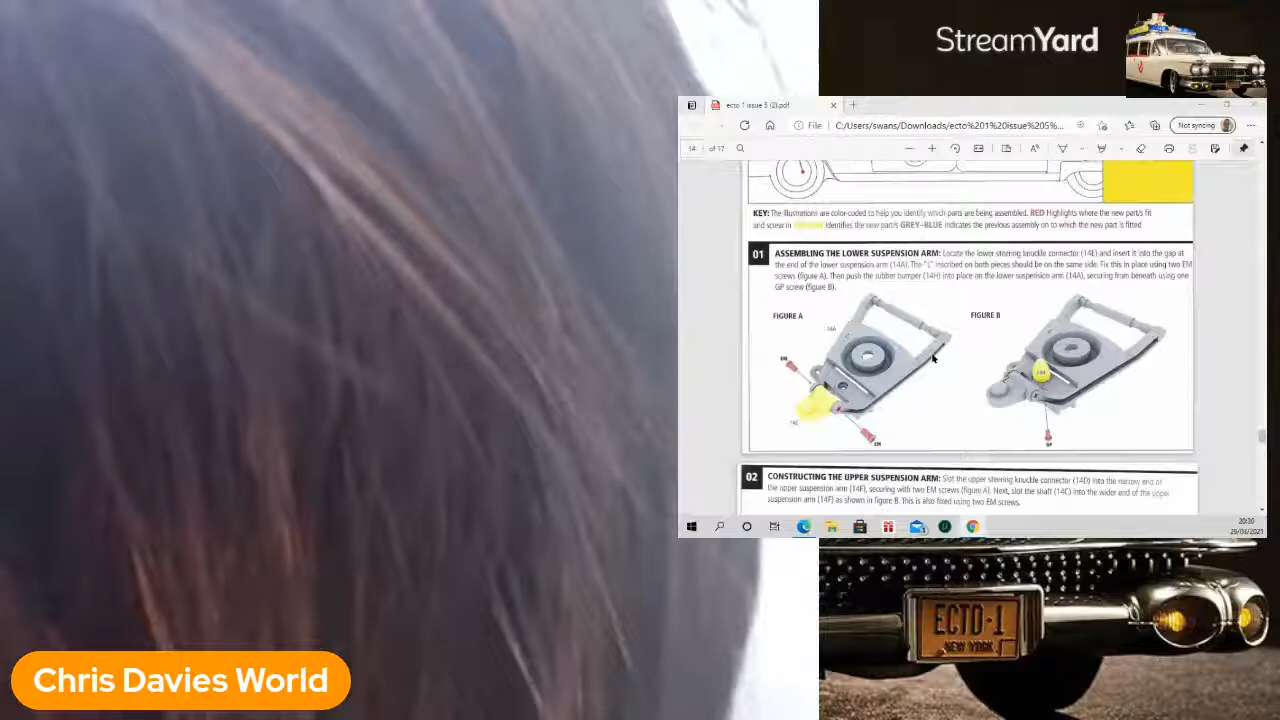 StreamYard
ecto 1 issue 5 (2).pdf
File C:/Users/swans/Downloads/ecto%201%20issue%205%... Not syncing
14 of 17
KEY: The illustrations are color-coded to help you identify which parts are being assembled. RED Highlights where the new part/s fit
and screw in Identifies the new part/s GREY–BLUE indicates the previous assembly on to which the new part is fitted
01 ASSEMBLING THE LOWER SUSPENSION ARM: Locate the lower steering knuckle connector (14E) and insert it into the gap at
the end of the lower suspension arm (14A). The "L" inscribed on both pieces should be on the same side. Fix this in place using two EM
screws (figure A). Then push the rubber bumper (14H) into place on the lower suspension arm (14A), securing from beneath using one
GP screw (figure B).
FIGURE A
FIGURE B
14A
EM
14E
EM
GP
02 CONSTRUCTING THE UPPER SUSPENSION ARM: Slot the upper steering knuckle connector (14D) into the narrow end of
the upper suspension arm (14F), securing with two EM screws (figure A). Next, slot the shaft (14C) into the wider end of the upper
suspension arm (14F) as shown in figure B. This is also fixed using two EM screws.
20:30
29/03/2021
ECTO-1
NEW YORK
Chris Davies World